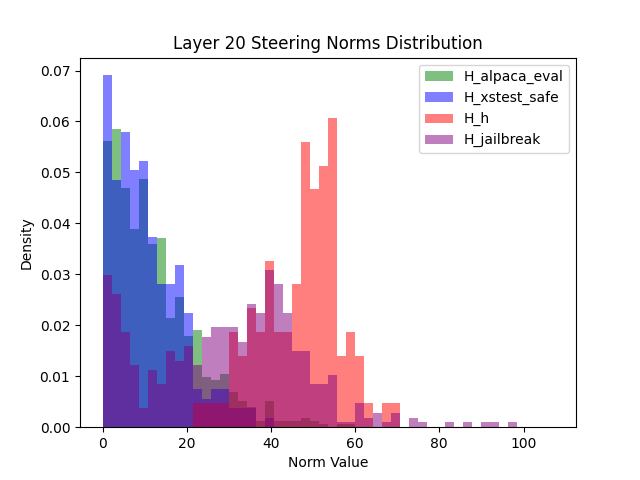 Layer 20 Steering Norms Distribution
H_alpaca_eval
H_xstest_safe
H_h
H_jailbreak
Density
0.07
0.06
0.05
0.04
0.03
0.02
0.01
0.00
0
20
40
60
80
100
Norm Value